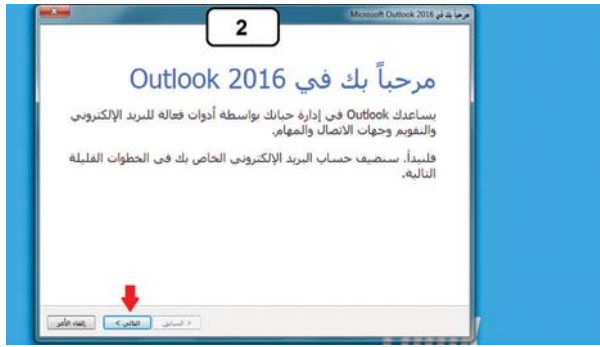 مرحباً بك في Microsoft Outlook 2016
2
مرحباً بك في Outlook 2016
يساعدك Outlook في إدارة حياتك بواسطة أدوات فعالة للبريد الإلكتروني
والتقويم وجهات الاتصال والمهام.
فلنبدأ. سنضيف حساب البريد الإلكتروني الخاص بك في الخطوات القليلة
التالية.
< السابق
التالي >
إلغاء الأمر